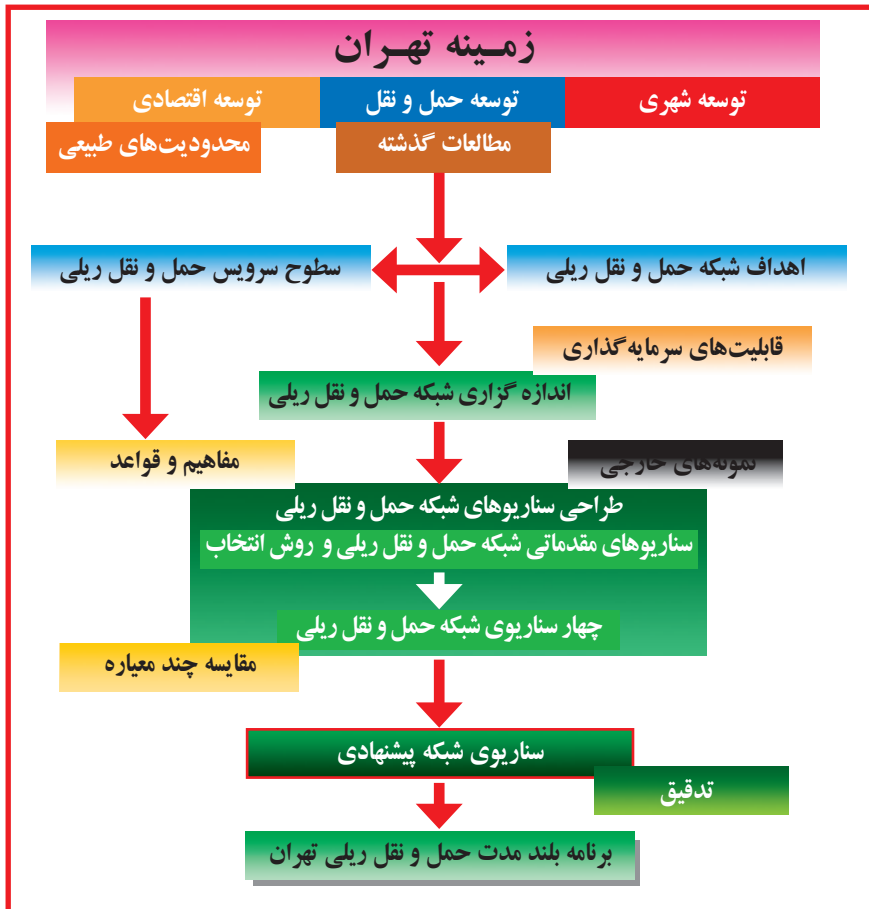 زمینه تهران
توسعه شهری
توسعه حمل و نقل
توسعه اقتصادی
مطالعات گذشته
محدودیت‌های طبیعی
اهداف شبکه حمل و نقل ریلی
سطوح سرویس حمل و نقل ریلی
قابلیت‌های سرمایه‌گذاری
اندازه گزاری شبکه حمل و نقل ریلی
نمونه‌های خارجی
مفاهیم و قواعد
طراحی سناریوهای شبکه حمل و نقل ریلی
سناریوهای مقدماتی شبکه حمل و نقل ریلی و روش انتخاب
چهار سناریوی شبکه حمل و نقل ریلی
مقایسه چند معیاره
سناریوی شبکه پیشنهادی
تدقیق
برنامه بلند مدت حمل و نقل ریلی تهران